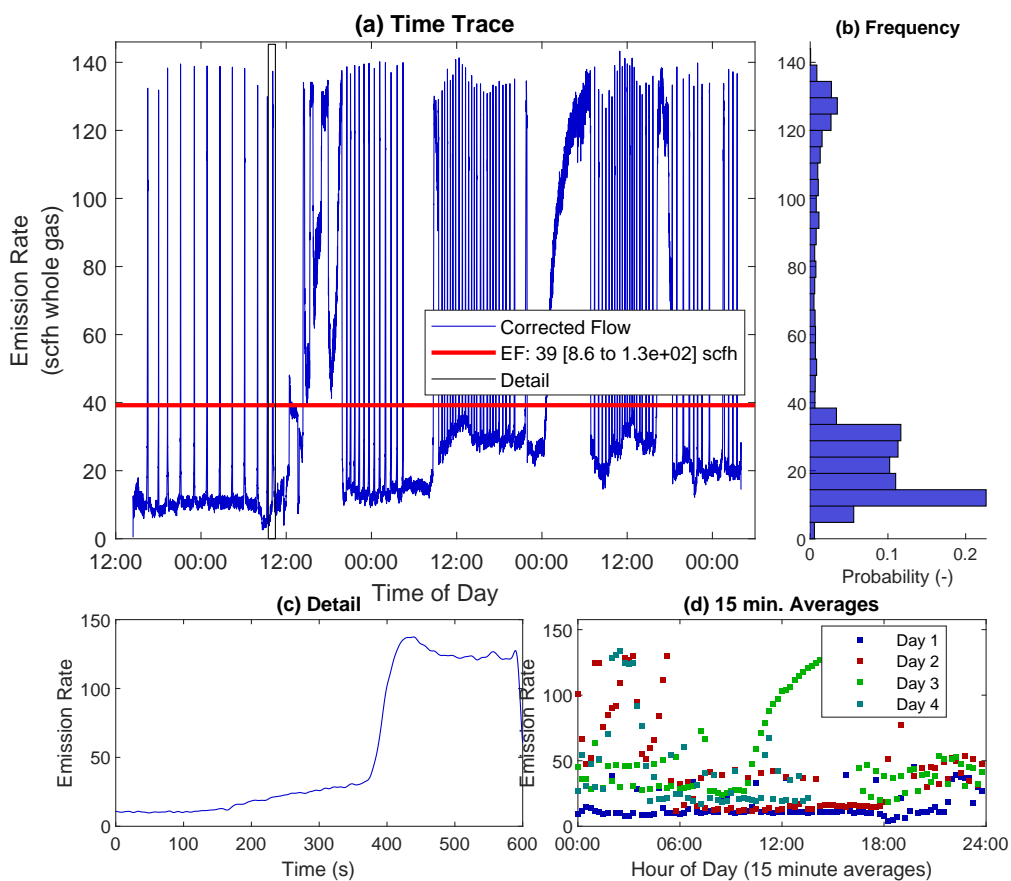 (a) Time Trace
(b) Frequency
140
120
100
80
60
40
20
0
Emission Rate
(scfh whole gas)
Corrected Flow
EF: 39 [8.6 to 1.3e+02] scfh
Detail
12:00 00:00 12:00 00:00 12:00 00:00 12:00 00:00
Time of Day
140
120
100
80
60
40
20
0
0 0.1 0.2
Probability (-)
(c) Detail
150
100
50
0
Emission Rate
0 100 200 300 400 500 600
Time (s)
(d) 15 min. Averages
150
100
50
0
Emission Rate
Day 1
Day 2
Day 3
Day 4
00:00 06:00 12:00 18:00 24:00
Hour of Day (15 minute averages)